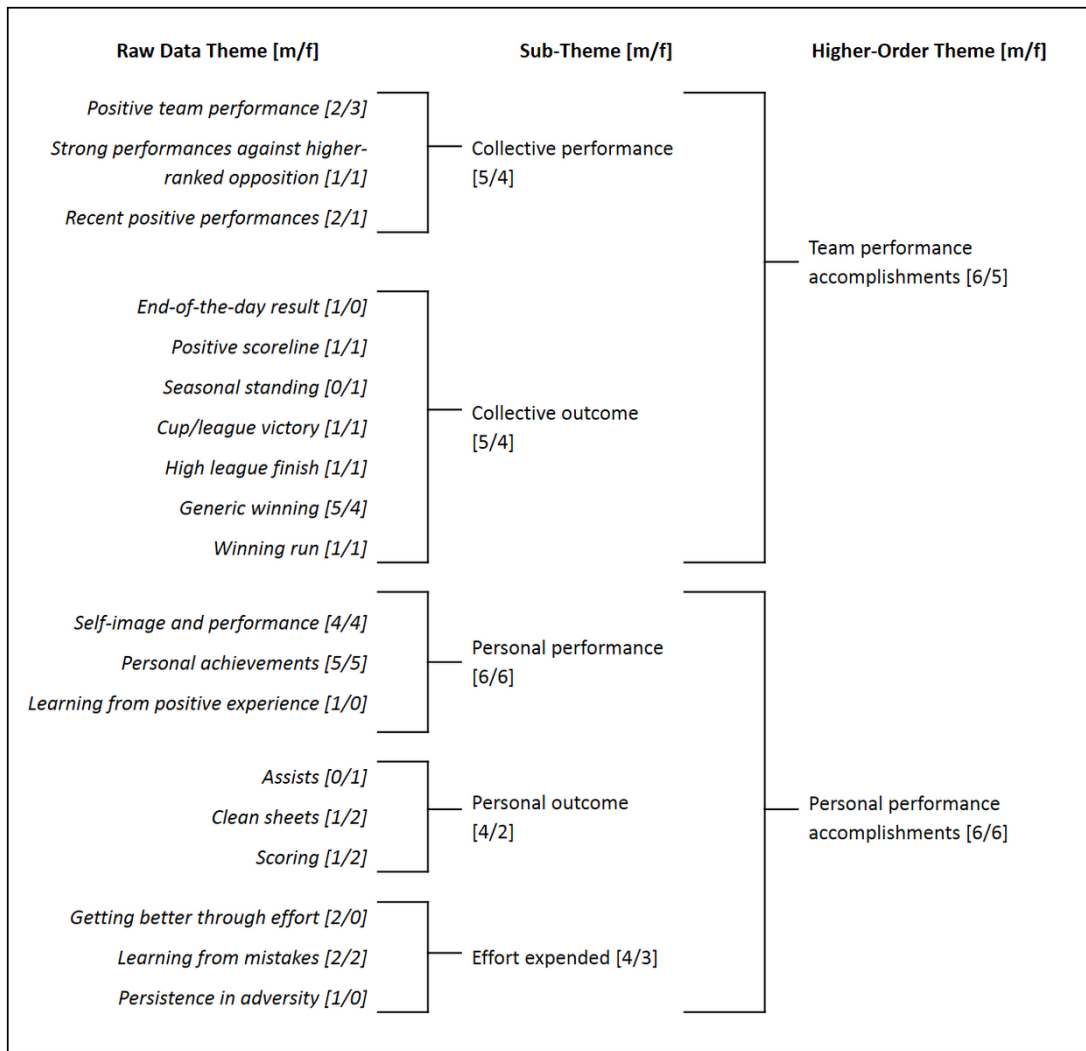 Raw Data Theme [m/f]
Sub-Theme [m/f]
Higher-Order Theme [m/f]
Positive team performance [2/3]
Strong performances against higher-
ranked opposition [1/1]
Recent positive performances [2/1]
Collective performance
[5/4]
End-of-the-day result [1/0]
Positive scoreline [1/1]
Seasonal standing [0/1]
Cup/league victory [1/1]
High league finish [1/1]
Generic winning [5/4]
Winning run [1/1]
Collective outcome
[5/4]
Team performance
accomplishments [6/5]
Self-image and performance [4/4]
Personal achievements [5/5]
Learning from positive experience [1/0]
Personal performance
[6/6]
Assists [0/1]
Clean sheets [1/2]
Scoring [1/2]
Personal outcome
[4/2]
Getting better through effort [2/0]
Learning from mistakes [2/2]
Persistence in adversity [1/0]
Effort expended [4/3]
Personal performance
accomplishments [6/6]